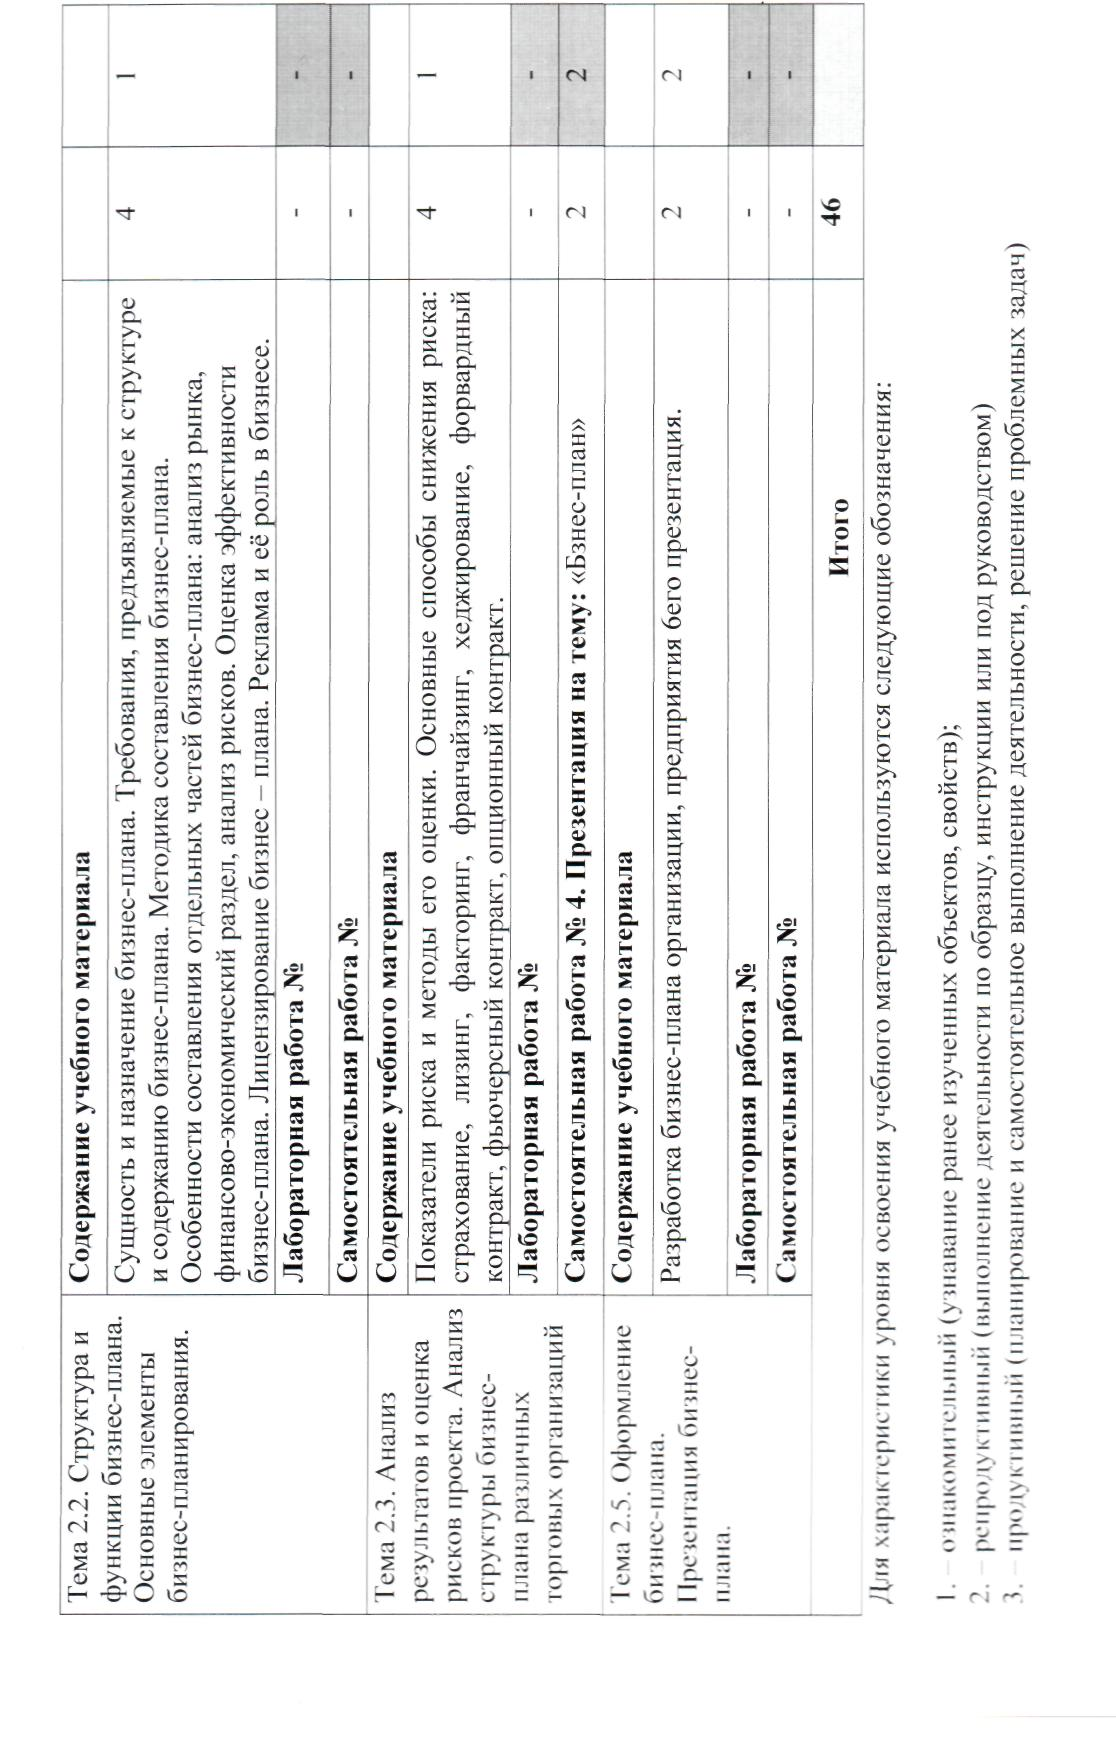 Тема 2.2. Структура и
функции бизнес-плана.
Основные элементы
бизнес-планирования.
Содержание учебного материала
Сущность и назначение бизнес-плана. Требования, предъявляемые к структуре
и содержанию бизнес-плана. Методика составления бизнес-плана.
Особенности составления отдельных частей бизнес-плана: анализ рынка,
финансово-экономический раздел, анализ рисков. Оценка эффективности
бизнес-плана. Лицензирование бизнес – плана. Реклама и её роль в бизнесе.
4
1
Лабораторная работа №
-
-
Самостоятельная работа №
-
-
Тема 2.3. Анализ
результатов и оценка
рисков проекта. Анализ
структуры бизнес-
плана различных
торговых организаций
Содержание учебного материала
Показатели риска и методы его оценки. Основные способы снижения риска:
страхование, лизинг, факторинг, франчайзинг, хеджирование, форвардный
контракт, фьючерсный контракт, опционный контракт.
4
1
Лабораторная работа №
-
-
Самостоятельная работа № 4. Презентация на тему: «Бзнес-план»
2
2
Тема 2.5. Оформление
бизнес-плана.
Презентация бизнес-
плана.
Содержание учебного материала
Разработка бизнес-плана организации, предприятия бего презентация.
2
2
Лабораторная работа №
-
-
Самостоятельная работа №
-
-
Итого
46
Для характеристики уровня освоения учебного материала используются следующие обозначения:
1. – ознакомительный (узнавание ранее изученных объектов, свойств);
2. – репродуктивный (выполнение деятельности по образцу, инструкции или под руководством)
3. – продуктивный (планирование и самостоятельное выполнение деятельности, решение проблемных задач)